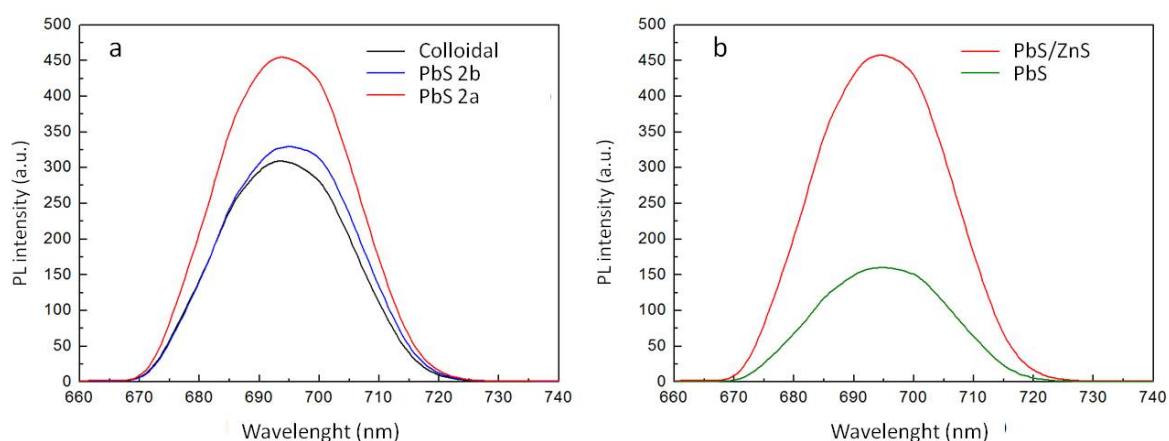 a
Colloidal
PbS 2b
PbS 2a
PL intensity (a.u.)
500
450
400
350
300
250
200
150
100
50
0
660 670 680 690 700 710 720 730 740
Wavelenght (nm)
b
PbS/ZnS
PbS
PL intensity (a.u.)
500
450
400
350
300
250
200
150
100
50
0
660 670 680 690 700 710 720 730 740
Wavelenght (nm)